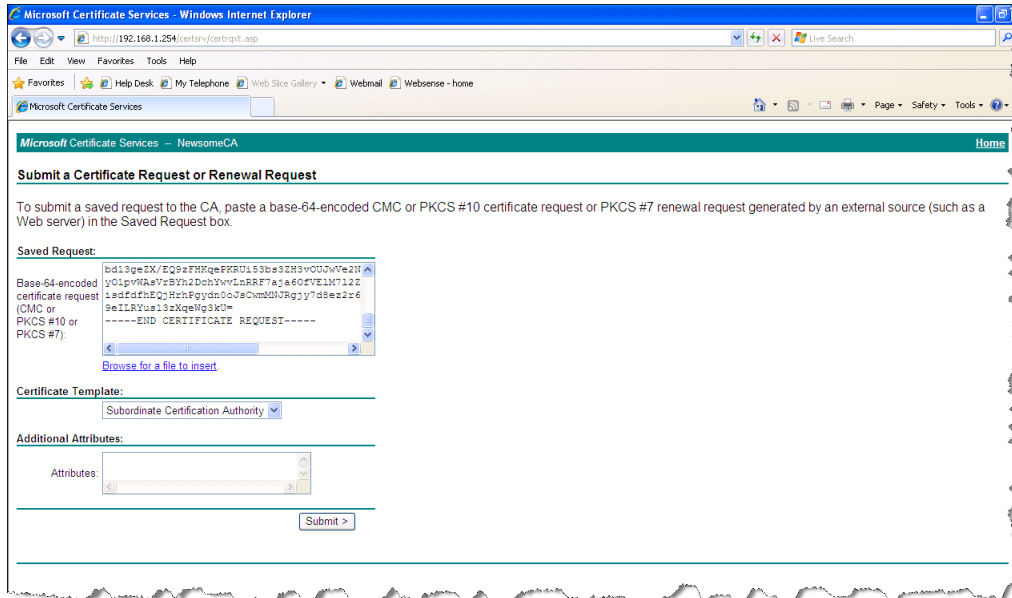 Microsoft Certificate Services - Windows Internet Explorer
http://192.168.1.254/certsrv/certrqxt.asp
Live Search
File Edit View Favorites Tools Help
Favorites Help Desk My Telephone Web Slice Gallery Webmail Websense - home
Microsoft Certificate Services
Page Safety Tools
Microsoft Certificate Services -- NewsomeCA Home
Submit a Certificate Request or Renewal Request
To submit a saved request to the CA, paste a base-64-encoded CMC or PKCS #10 certificate request or PKCS #7 renewal request generated by an external source (such as a
Web server) in the Saved Request box.
Saved Request:
Base-64-encoded
certificate request
(CMC or
PKCS #10 or
PKCS #7):
bd13geZX/EQ9zFHKqePKRUi53bs3ZH3vOUJwVe2N
yO1pvWAsVrBYh2DchYwvLnRRF7aja6OfVElM7l2Z
isdfdfhEQjHrhPgydn0oJsCwmMNJRgjy7d8ez2r6
9eILRYus13zXqeWg3kU=
-----END CERTIFICATE REQUEST-----
Browse for a file to insert.
Certificate Template:
Subordinate Certification Authority
Additional Attributes:
Attributes:
Submit >